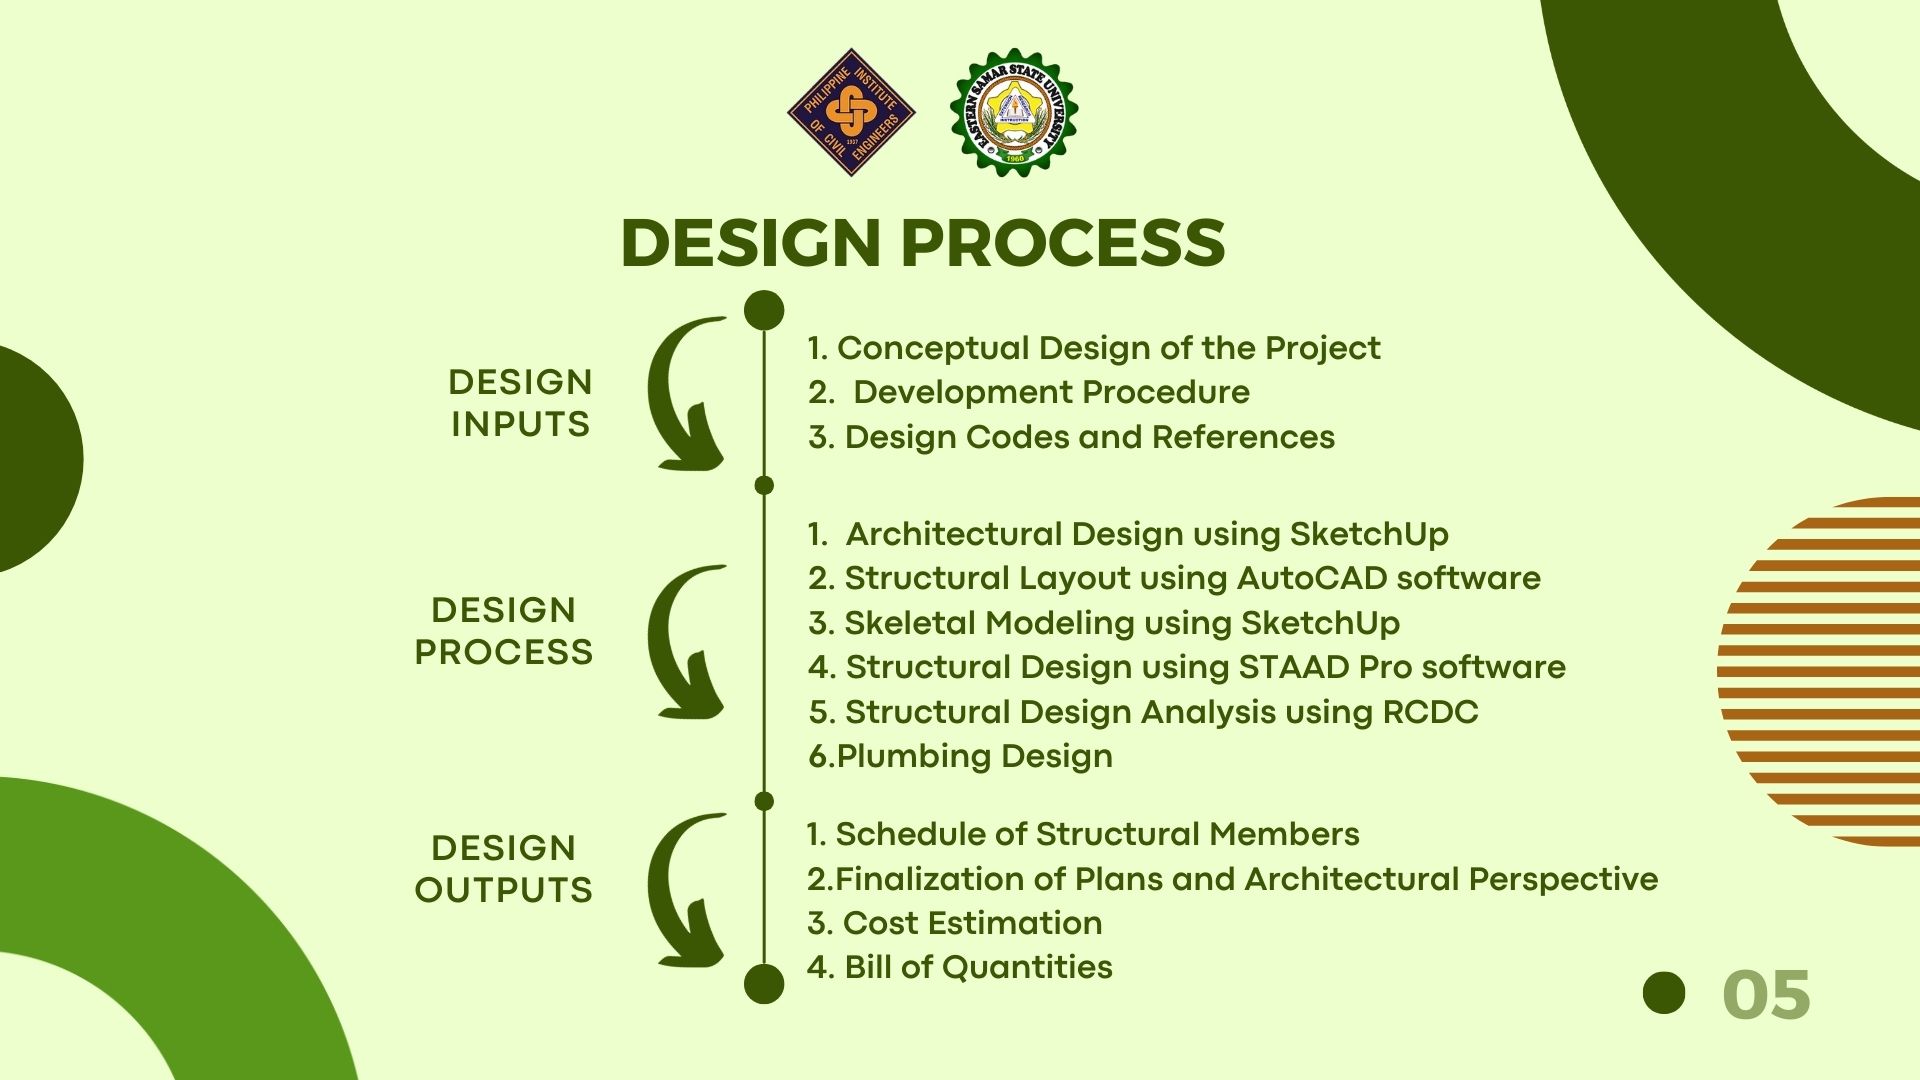 PHILIPPINE INSTITUTE
OF CIVIL ENGINEERS
1937
EASTERN SAMAR STATE UNIVERSITY
INSTRUCTION
1960
DESIGN PROCESS
DESIGN
INPUTS
1. Conceptual Design of the Project
2.  Development Procedure
3. Design Codes and References
DESIGN
PROCESS
1.  Architectural Design using SketchUp
2. Structural Layout using AutoCAD software
3. Skeletal Modeling using SketchUp
4. Structural Design using STAAD Pro software
5. Structural Design Analysis using RCDC
6.Plumbing Design
DESIGN
OUTPUTS
1. Schedule of Structural Members
2.Finalization of Plans and Architectural Perspective
3. Cost Estimation
4. Bill of Quantities
05